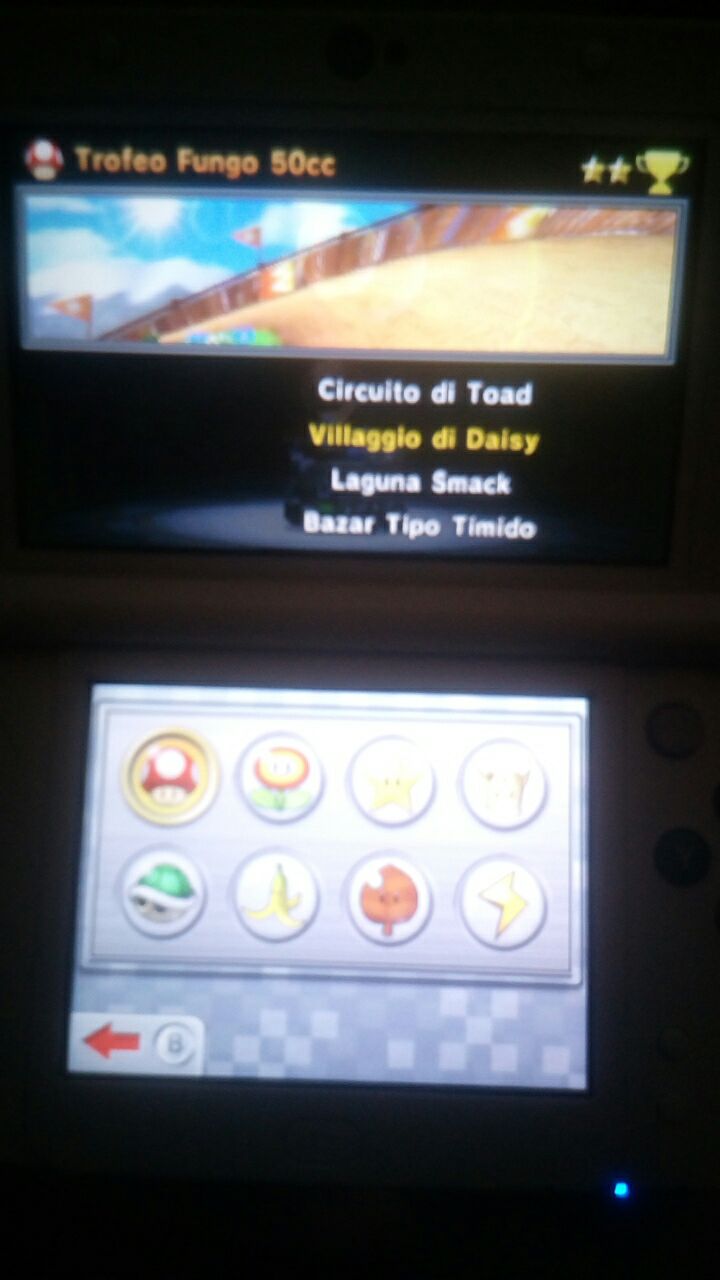 Trofeo Fungo 50cc
Circuito di Toad
Villaggio di Daisy
Laguna Smack
Bazar Tipo Timido
B
Y